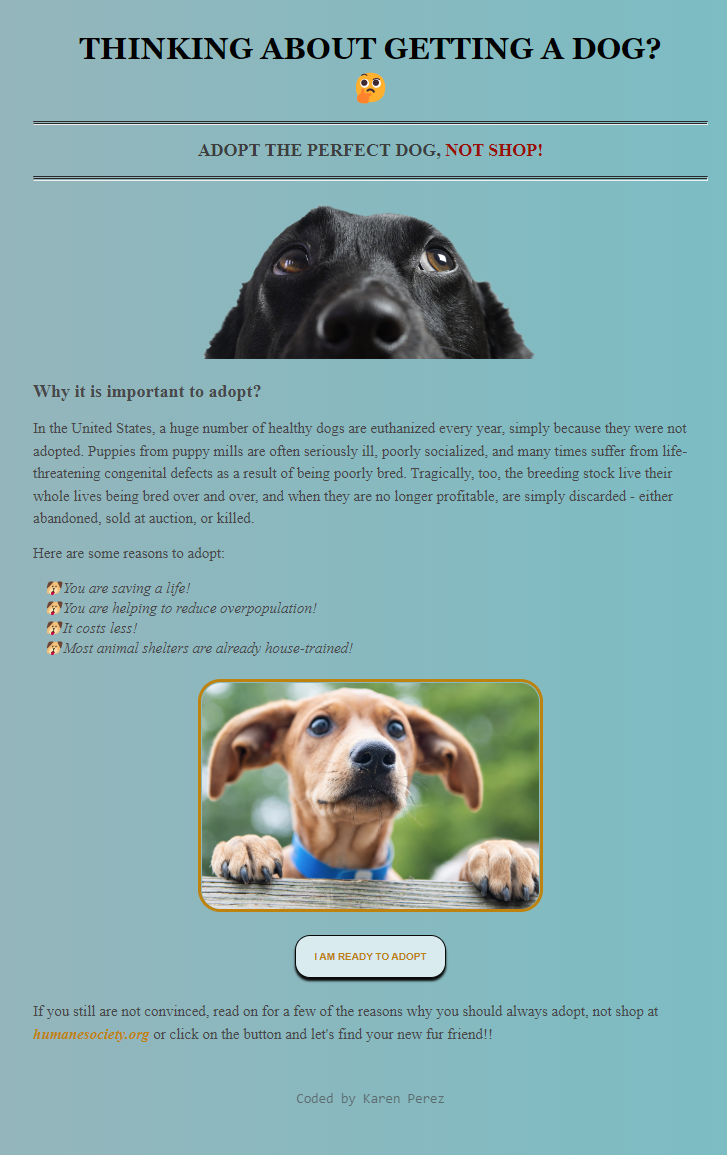 THINKING ABOUT GETTING A DOG?
🤔
ADOPT THE PERFECT DOG, NOT SHOP!
Why it is important to adopt?
In the United States, a huge number of healthy dogs are euthanized every year, simply because they were not
adopted. Puppies from puppy mills are often seriously ill, poorly socialized, and many times suffer from life-
threatening congenital defects as a result of being poorly bred. Tragically, too, the breeding stock live their
whole lives being bred over and over, and when they are no longer profitable, are simply discarded - either
abandoned, sold at auction, or killed.
Here are some reasons to adopt:
🐶You are saving a life!
🐶You are helping to reduce overpopulation!
🐶It costs less!
🐶Most animal shelters are already house-trained!
I AM READY TO ADOPT
If you still are not convinced, read on for a few of the reasons why you should always adopt, not shop at
humanesociety.org or click on the button and let's find your new fur friend!!
Coded by Karen Perez